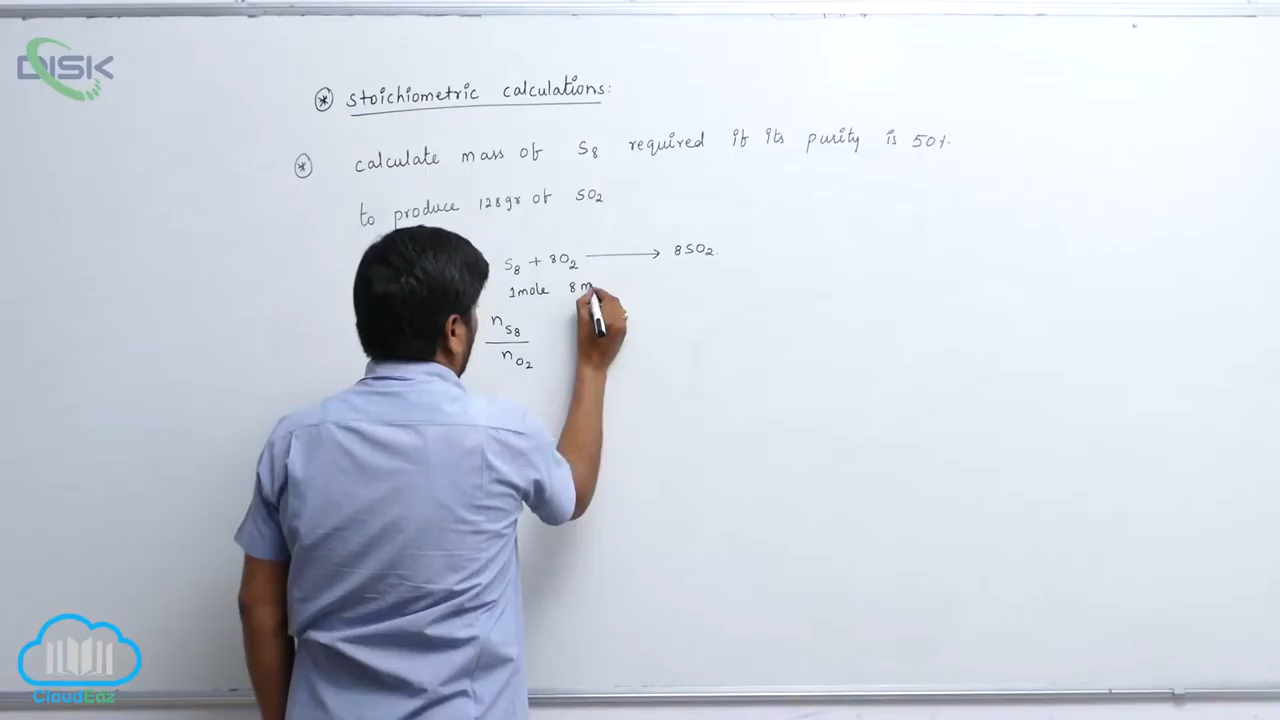 DISK
⊛ Stoichiometric calculations:
⊛ calculate mass of S₈ required if its purity is 50%
to produce 128gr of SO₂
S₈ + 8O₂ ⟶ 8SO₂.
1mole 8 m
n S₈
n O₂
CloudEdz